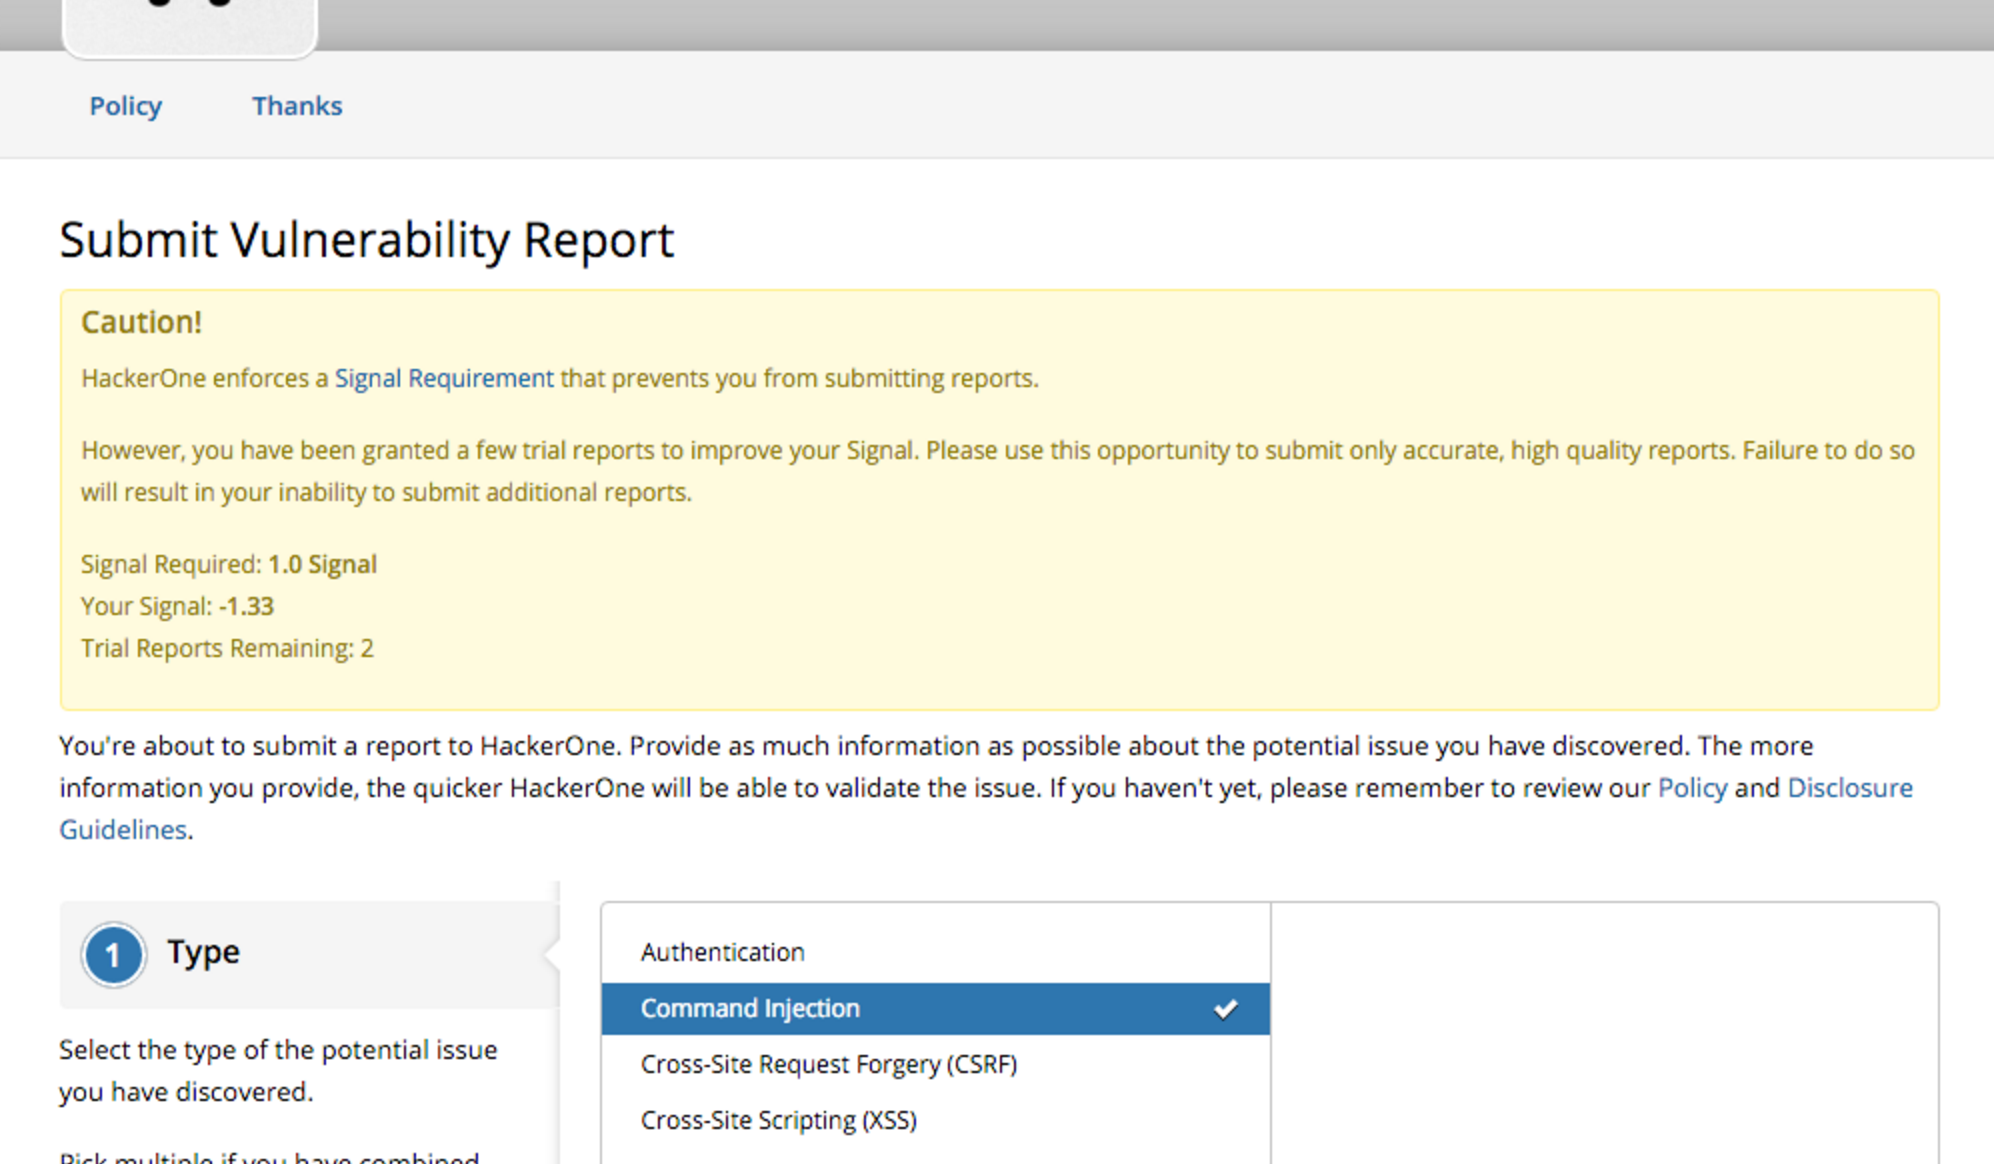 Policy Thanks
Submit Vulnerability Report
Caution!
HackerOne enforces a Signal Requirement that prevents you from submitting reports.
However, you have been granted a few trial reports to improve your Signal. Please use this opportunity to submit only accurate, high quality reports. Failure to do so
will result in your inability to submit additional reports.
Signal Required: 1.0 Signal
Your Signal: -1.33
Trial Reports Remaining: 2
You're about to submit a report to HackerOne. Provide as much information as possible about the potential issue you have discovered. The more
information you provide, the quicker HackerOne will be able to validate the issue. If you haven't yet, please remember to review our Policy and Disclosure
Guidelines.
1 Type
Select the type of the potential issue
you have discovered.
Pick multiple if you have combined
Authentication
Command Injection
Cross-Site Request Forgery (CSRF)
Cross-Site Scripting (XSS)